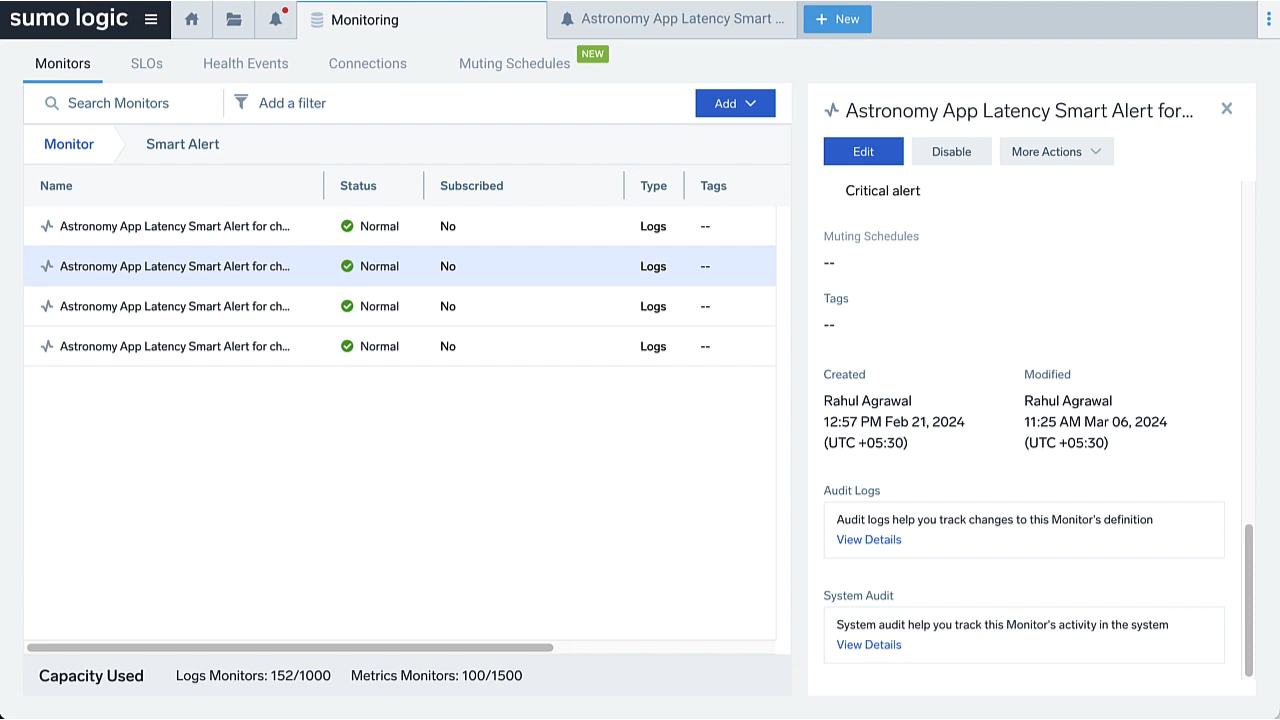 sumo logic
Monitoring
Astronomy App Latency Smart ...
+ New
Monitors
SLOs
Health Events
Connections
Muting Schedules
NEW
Search Monitors
Add a filter
Add
Monitor
Smart Alert
Name
Status
Subscribed
Type
Tags
Astronomy App Latency Smart Alert for ch... Normal No Logs --
Astronomy App Latency Smart Alert for ch... Normal No Logs --
Astronomy App Latency Smart Alert for ch... Normal No Logs --
Astronomy App Latency Smart Alert for ch... Normal No Logs --
Capacity Used Logs Monitors: 152/1000 Metrics Monitors: 100/1500
Astronomy App Latency Smart Alert for...
Edit
Disable
More Actions
Critical alert
Muting Schedules
--
Tags
--
Created
Rahul Agrawal
12:57 PM Feb 21, 2024
(UTC +05:30)
Modified
Rahul Agrawal
11:25 AM Mar 06, 2024
(UTC +05:30)
Audit Logs
Audit logs help you track changes to this Monitor's definition
View Details
System Audit
System audit help you track this Monitor's activity in the system
View Details